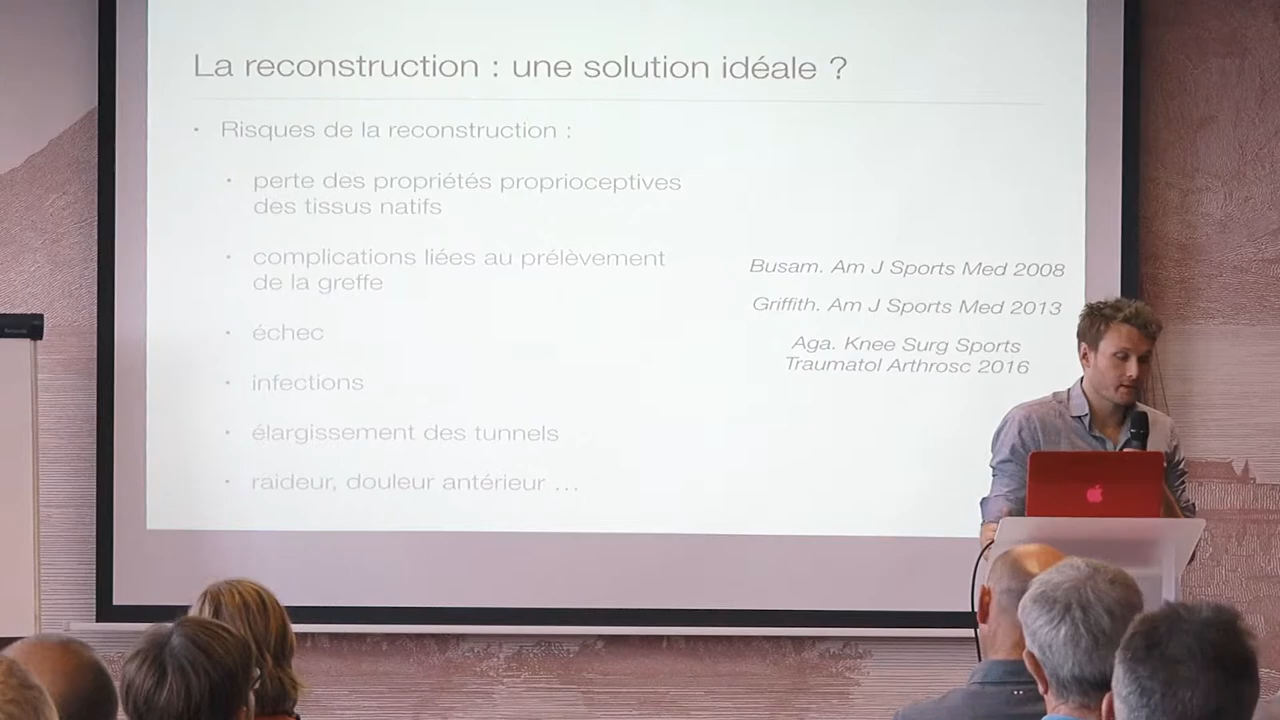 La reconstruction : une solution idéale ?
• Risques de la reconstruction :
• perte des propriétés proprioceptives
des tissus natifs
• complications liées au prélèvement
de la greffe
• échec
• infections
• élargissement des tunnels
• raideur, douleur antérieur …
Busam. Am J Sports Med 2008
Griffith. Am J Sports Med 2013
Aga. Knee Surg Sports
Traumatol Arthrosc 2016